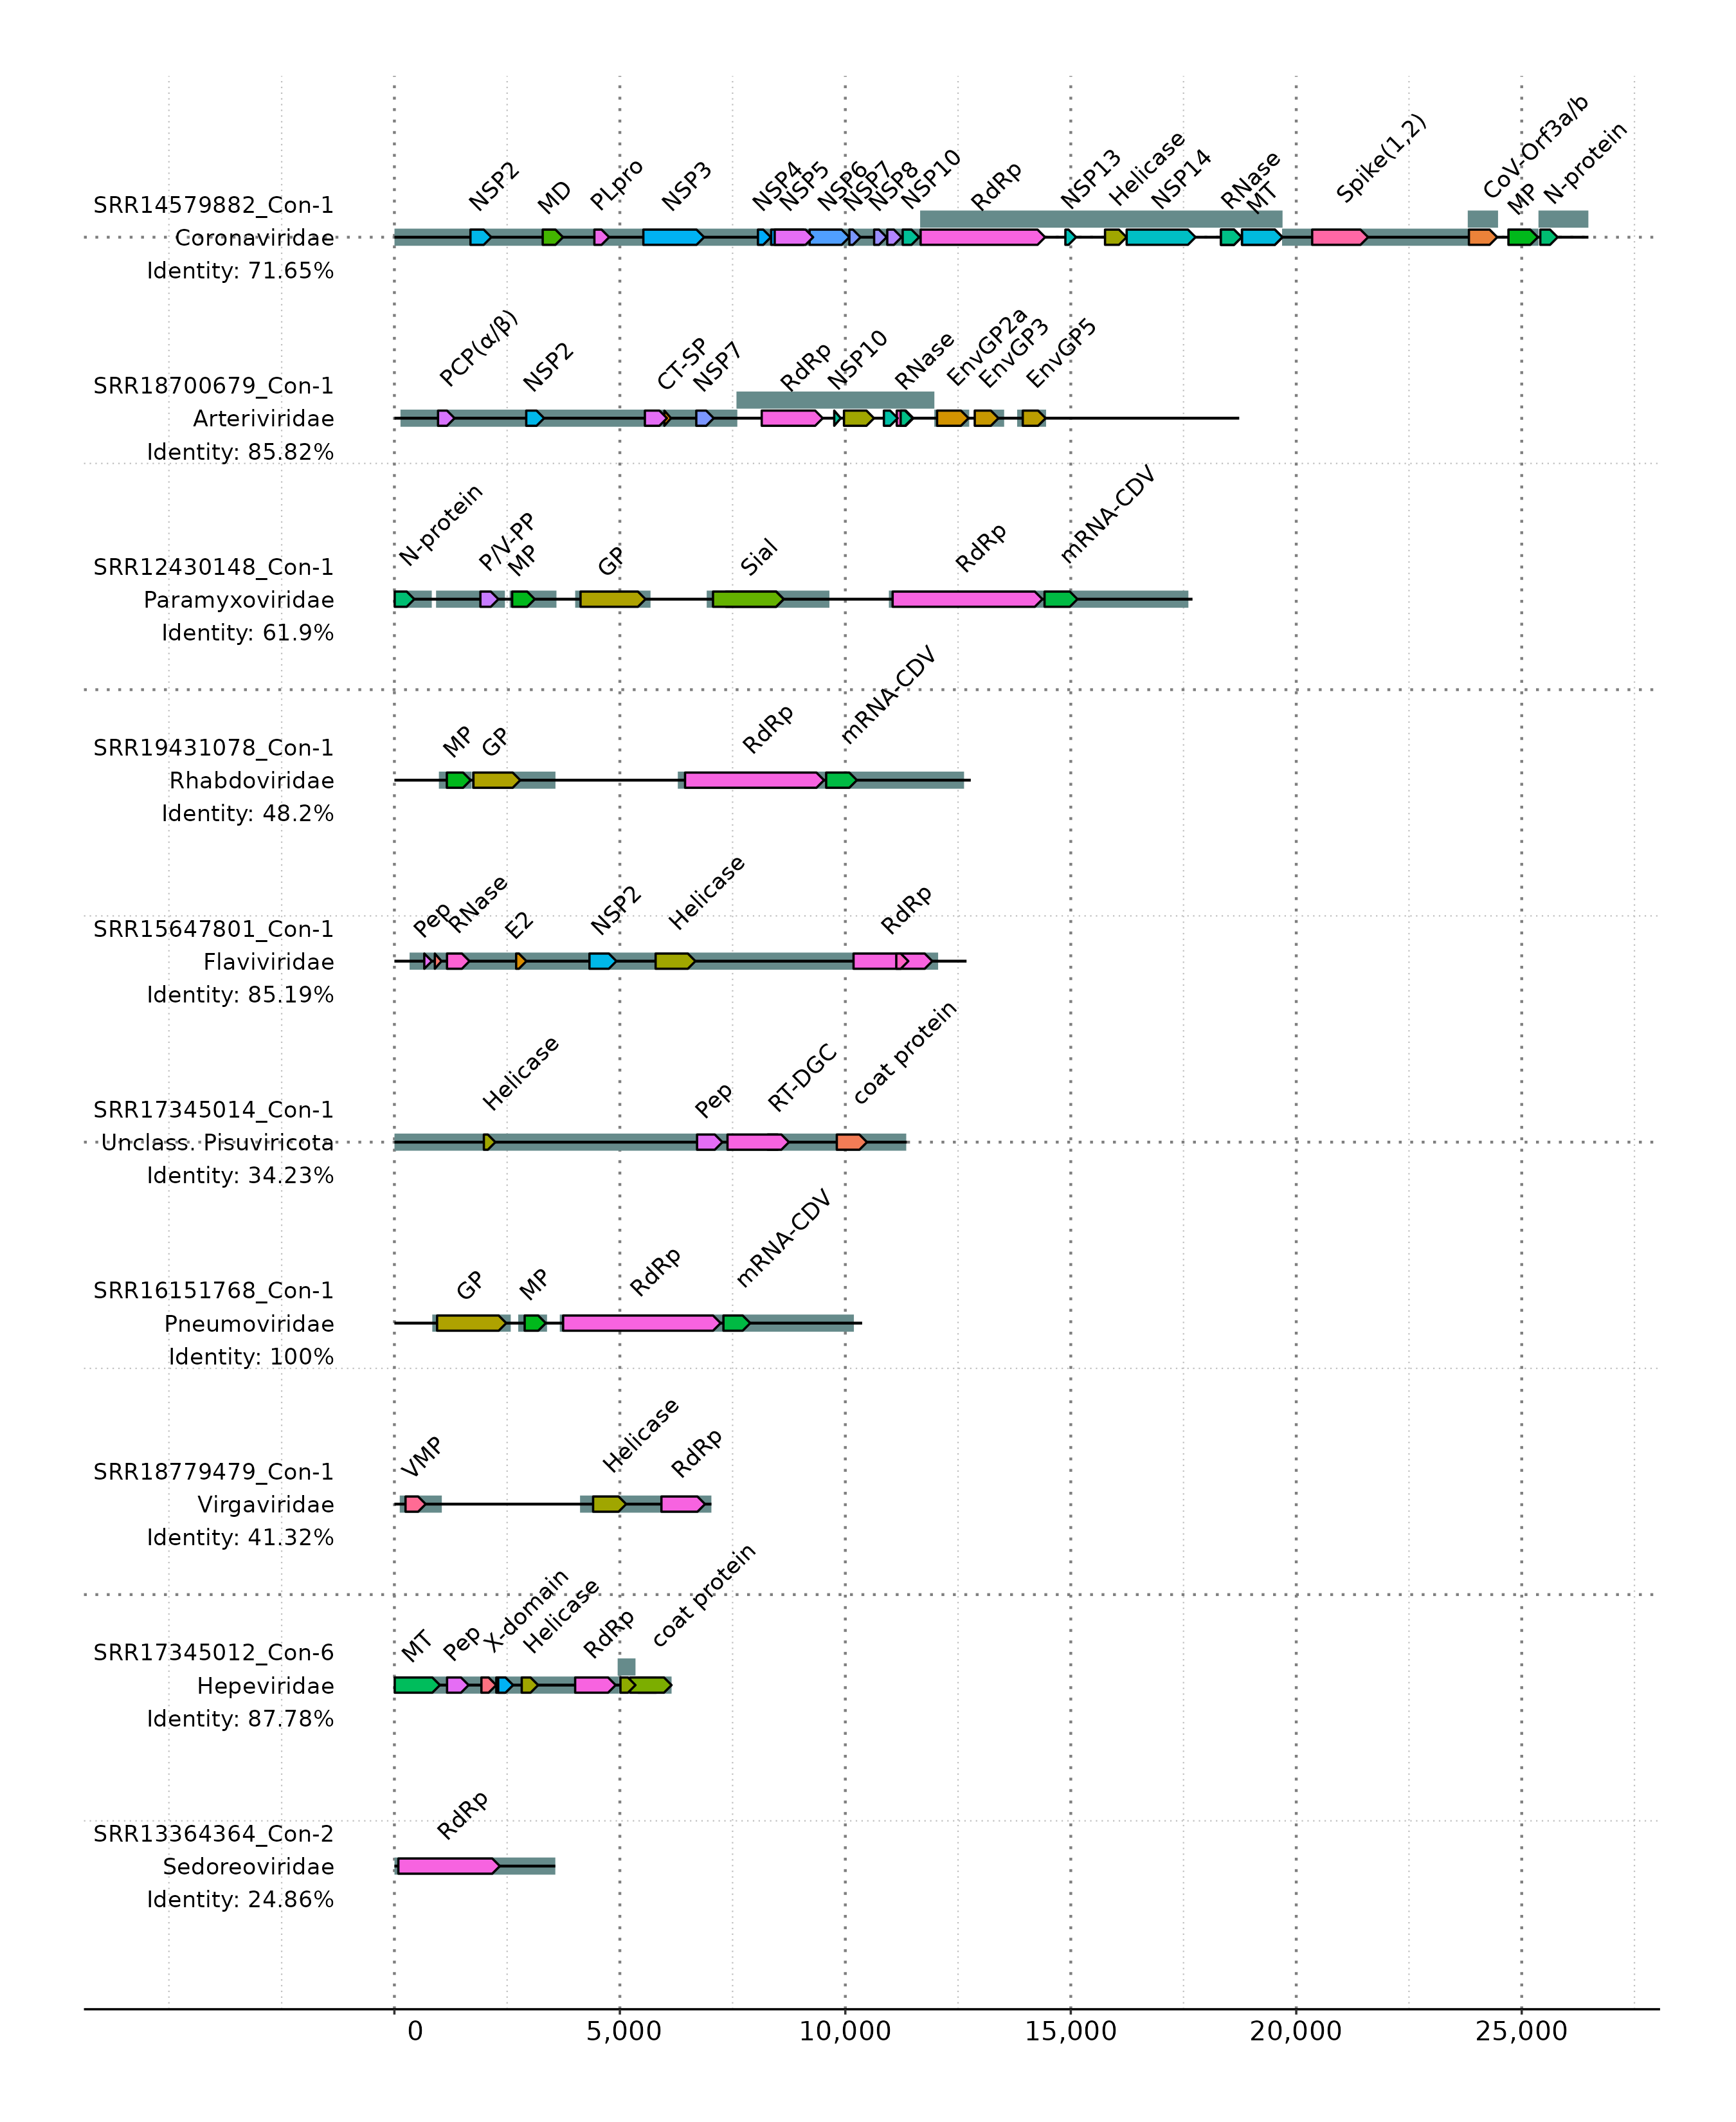 NSP2 MD PLpro NSP3 NSP4 NSP5 NSP6 NSP7 NSP8 NSP10 RdRp NSP13 Helicase NSP14 RNase MT Spike(1,2) CoV-Orf3a/b MP N-protein
SRR14579882_Con-1
Coronaviridae
Identity: 71.65%
PCP(α/β) NSP2 CT-SP NSP7 RdRp NSP10 RNase EnvGP2a EnvGP3 EnvGP5
SRR18700679_Con-1
Arteriviridae
Identity: 85.82%
N-protein P/V-PP MP GP Sial RdRp mRNA-CDV
SRR12430148_Con-1
Paramyxoviridae
Identity: 61.9%
MP GP RdRp mRNA-CDV
SRR19431078_Con-1
Rhabdoviridae
Identity: 48.2%
Pep RNase E2 NSP2 Helicase RdRp
SRR15647801_Con-1
Flaviviridae
Identity: 85.19%
Helicase Pep RT-DGC coat protein
SRR17345014_Con-1
Unclass. Pisuviricota
Identity: 34.23%
GP MP RdRp mRNA-CDV
SRR16151768_Con-1
Pneumoviridae
Identity: 100%
VMP Helicase RdRp
SRR18779479_Con-1
Virgaviridae
Identity: 41.32%
MT Pep X-domain Helicase RdRp coat protein
SRR17345012_Con-6
Hepeviridae
Identity: 87.78%
RdRp
SRR13364364_Con-2
Sedoreoviridae
Identity: 24.86%
0 5,000 10,000 15,000 20,000 25,000